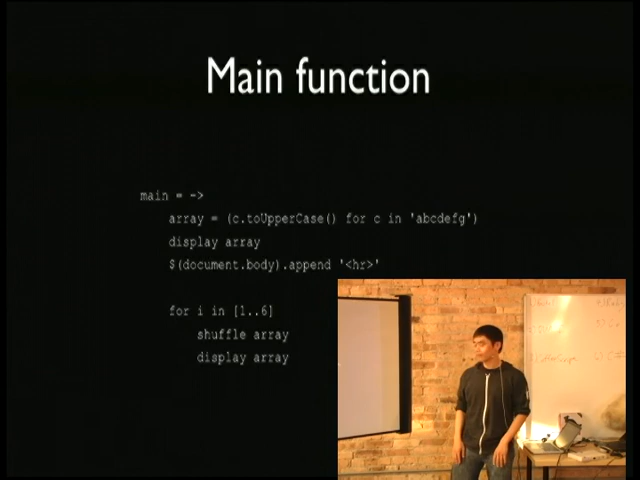 Main function
main = ->
array = (c.toUpperCase() for c in 'abcdefg')
display array
$(document.body).append '<hr>'
for i in [1..6]
shuffle array
display array